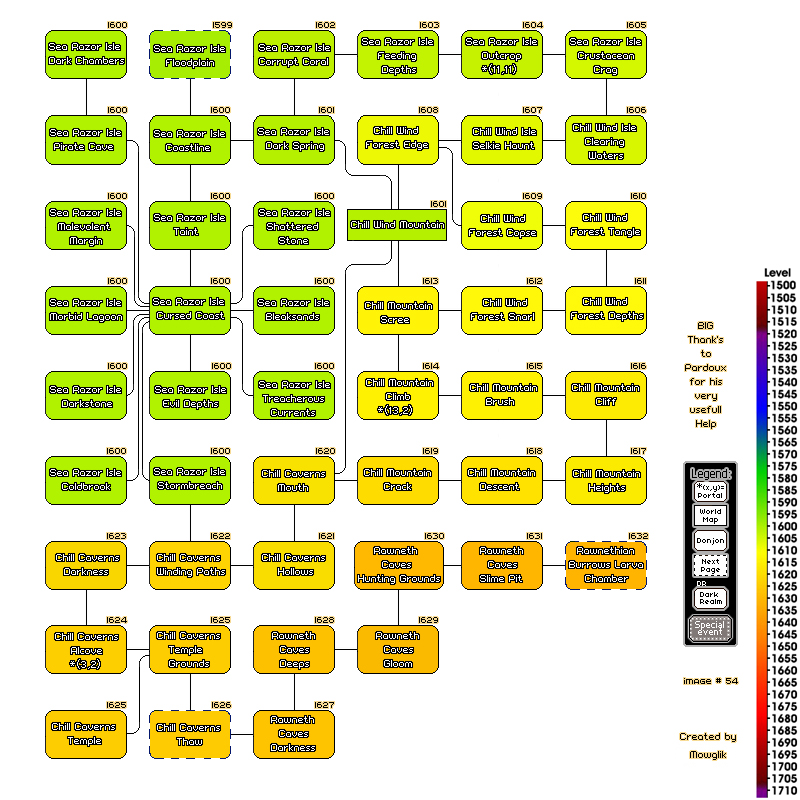 1600 1599 1602 1603 1604 1605
Sea Razor Isle
Dark Chambers
Sea Razor Isle
Floodplain
Sea Razor Isle
Corrupt Coral
Sea Razor Isle
Feeding
Depths
Sea Razor Isle
Outcrop
*(11,11)
Sea Razor Isle
Crustacean
Crag
1600 1600 1601 1608 1607 1606
Sea Razor Isle
Pirate Cave
Sea Razor Isle
Coastline
Sea Razor Isle
Dark Spring
Chill Wind
Forest Edge
Chill Wind Isle
Selkie Haunt
Chill Wind Isle
Clearing
Waters
1600 1600 1600 1601 1609 1610
Sea Razor Isle
Malevolent
Margin
Sea Razor Isle
Taint
Sea Razor Isle
Shattered
Stone
Chill Wind Mountain
Chill Wind
Forest Copse
Chill Wind
Forest Tangle
1600 1600 1600 1613 1612 1611
Sea Razor Isle
Morbid Lagoon
Sea Razor Isle
Cursed Coast
Sea Razor Isle
Bleaksands
Chill Mountain
Scree
Chill Wind
Forest Snarl
Chill Wind
Forest Depths
1600 1600 1600 1614 1615 1616
Sea Razor Isle
Darkstone
Sea Razor Isle
Evil Depths
Sea Razor Isle
Treacherous
Currents
Chill Mountain
Climb
*(13,2)
Chill Mountain
Brush
Chill Mountain
Cliff
1600 1600 1620 1619 1618 1617
Sea Razor Isle
Coldbrook
Sea Razor Isle
Stormbreach
Chill Caverns
Mouth
Chill Mountain
Crack
Chill Mountain
Descent
Chill Mountain
Heights
1623 1622 1621 1630 1631 1632
Chill Caverns
Darkness
Chill Caverns
Winding Paths
Chill Caverns
Hollows
Rawneth
Caves
Hunting Grounds
Rawneth
Caves
Slime Pit
Rawnethian
Burrows Larva
Chamber
1624 1625 1628 1629
Chill Caverns
Alcove
*(3,2)
Chill Caverns
Temple
Grounds
Rawneth
Caves
Deeps
Rawneth
Caves
Gloom
1625 1626 1627
Chill Caverns
Temple
Chill Caverns
Thaw
Rawneth
Caves
Darkness
BIG
Thank's
to
Pardoux
for his
very
usefull
Help
Legend:
*(x,y)=
Portal
World
Map
Donjon
Next
Page
OR
Dark
Realm
Special
event
image # 54
Created by
Mowglik
Level
1500
1505
1510
1515
1520
1525
1530
1535
1540
1545
1550
1555
1560
1565
1570
1575
1580
1585
1590
1595
1600
1605
1610
1615
1620
1625
1630
1635
1640
1645
1650
1655
1660
1665
1670
1675
1680
1685
1690
1695
1700
1705
1710